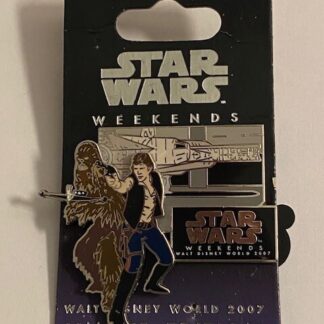 STAR
WARS
WEEKENDS
STAR
WARS
WEEKENDS
WALT DISNEY WORLD 2007
WALT DISNEY WORLD 2007